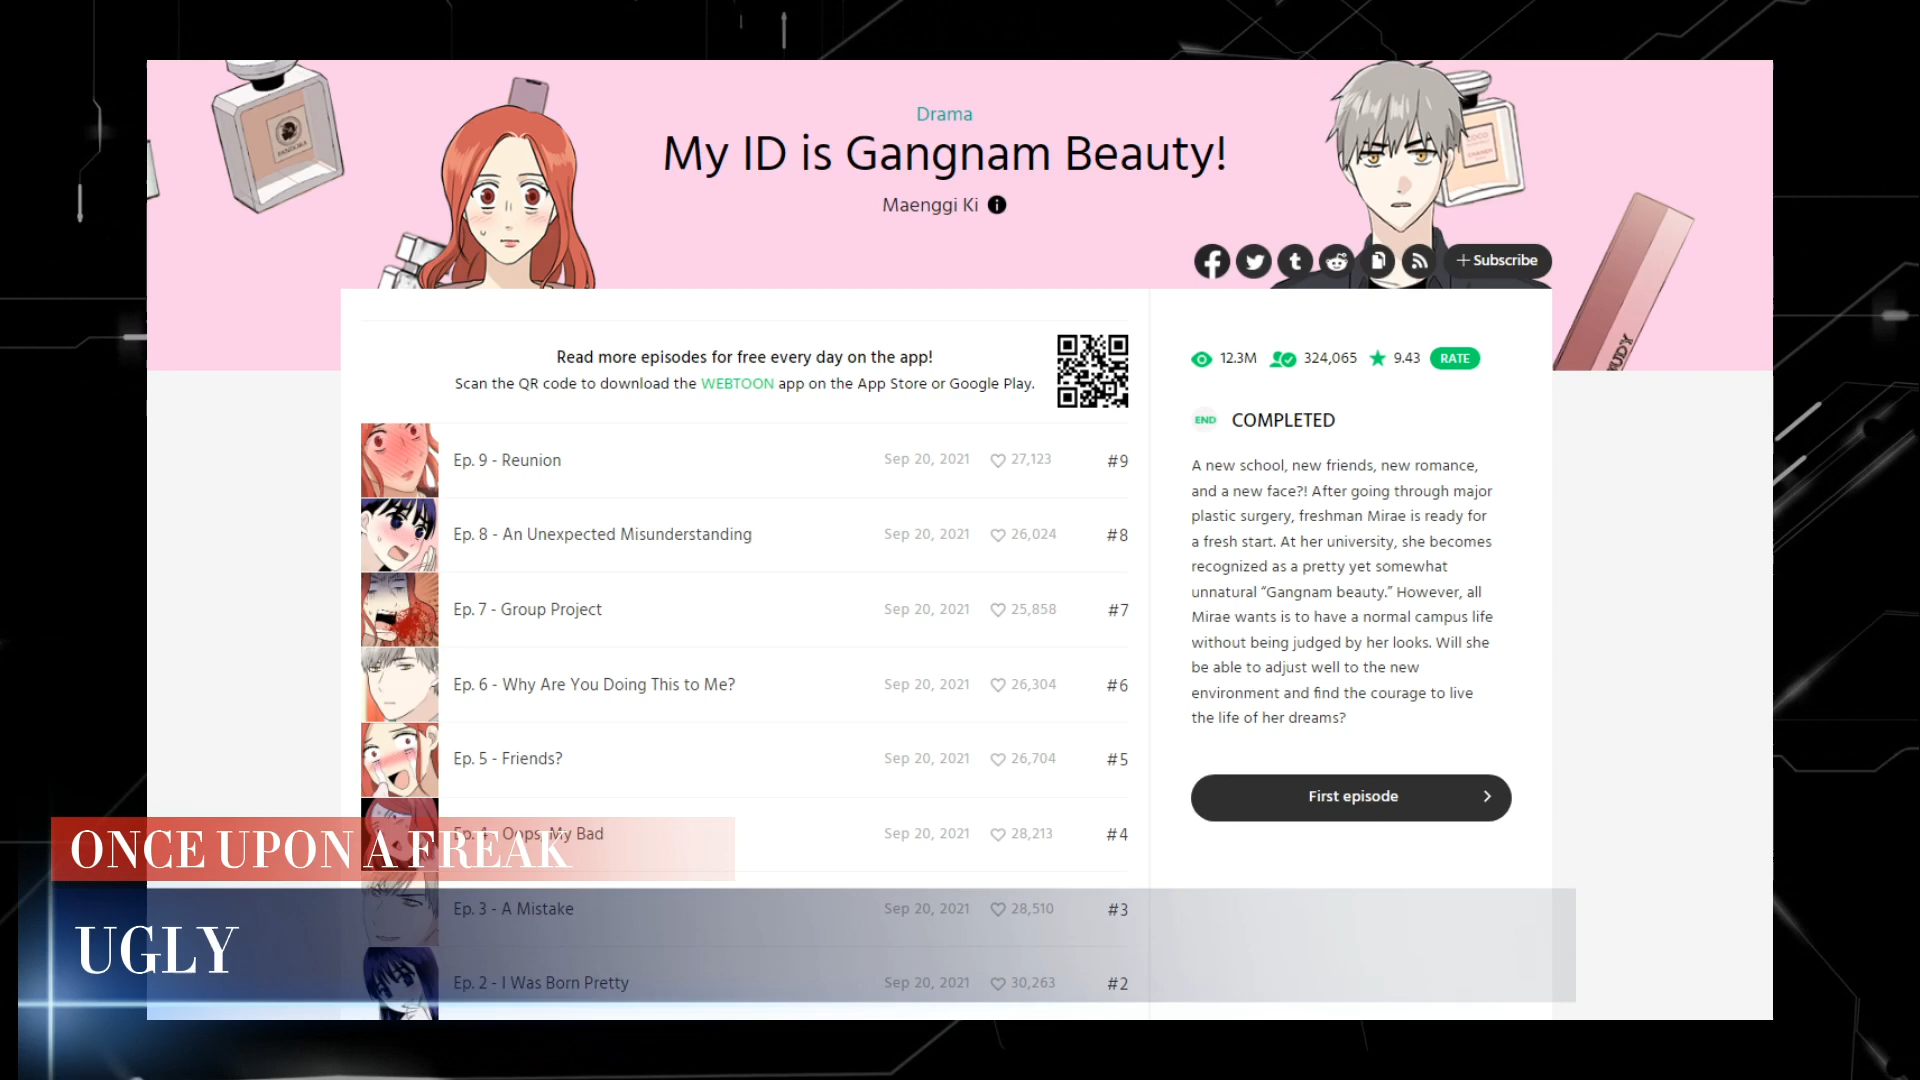 Drama
My ID is Gangnam Beauty!
Maenggi Ki
+ Subscribe
Read more episodes for free every day on the app!
Scan the QR code to download the WEBTOON app on the App Store or Google Play.
12.3M 324,065 9.43 RATE
END COMPLETED
A new school, new friends, new romance,
and a new face?! After going through major
plastic surgery, freshman Mirae is ready for
a fresh start. At her university, she becomes
recognized as a pretty yet somewhat
unnatural “Gangnam beauty.” However, all
Mirae wants is to have a normal campus life
without being judged by her looks. Will she
be able to adjust well to the new
environment and find the courage to live
the life of her dreams?
First episode
Ep. 9 - Reunion Sep 20, 2021 27,123 #9
Ep. 8 - An Unexpected Misunderstanding Sep 20, 2021 26,024 #8
Ep. 7 - Group Project Sep 20, 2021 25,858 #7
Ep. 6 - Why Are You Doing This to Me? Sep 20, 2021 26,304 #6
Ep. 5 - Friends? Sep 20, 2021 26,704 #5
Ep. 4 - Oops, My Bad Sep 20, 2021 28,213 #4
Ep. 3 - A Mistake Sep 20, 2021 28,510 #3
Ep. 2 - I Was Born Pretty Sep 20, 2021 30,263 #2
ONCE UPON A FREAK
UGLY